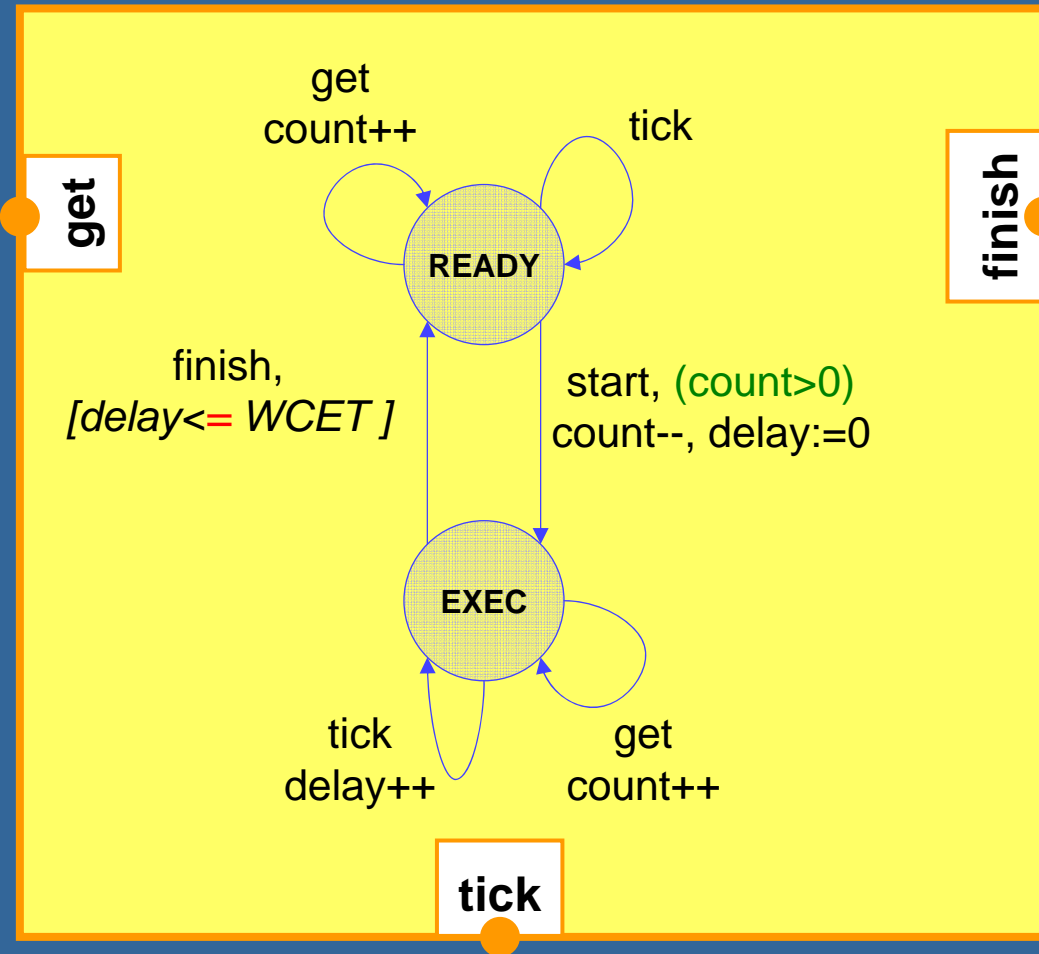 get
count++
tick
get
finish
READY
finish,
[delay<= WCET ]
start, (count>0)
count--, delay:=0
EXEC
tick
delay++
get
count++
tick